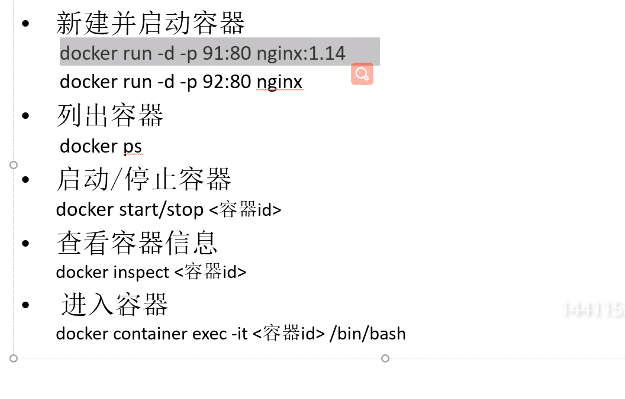 • 新建并启动容器
docker run -d -p 91:80 nginx:1.14
docker run -d -p 92:80 nginx
• 列出容器
docker ps
• 启动/停止容器
docker start/stop <容器id>
• 查看容器信息
docker inspect <容器id>
• 进入容器
docker container exec -it <容器id> /bin/bash
144115